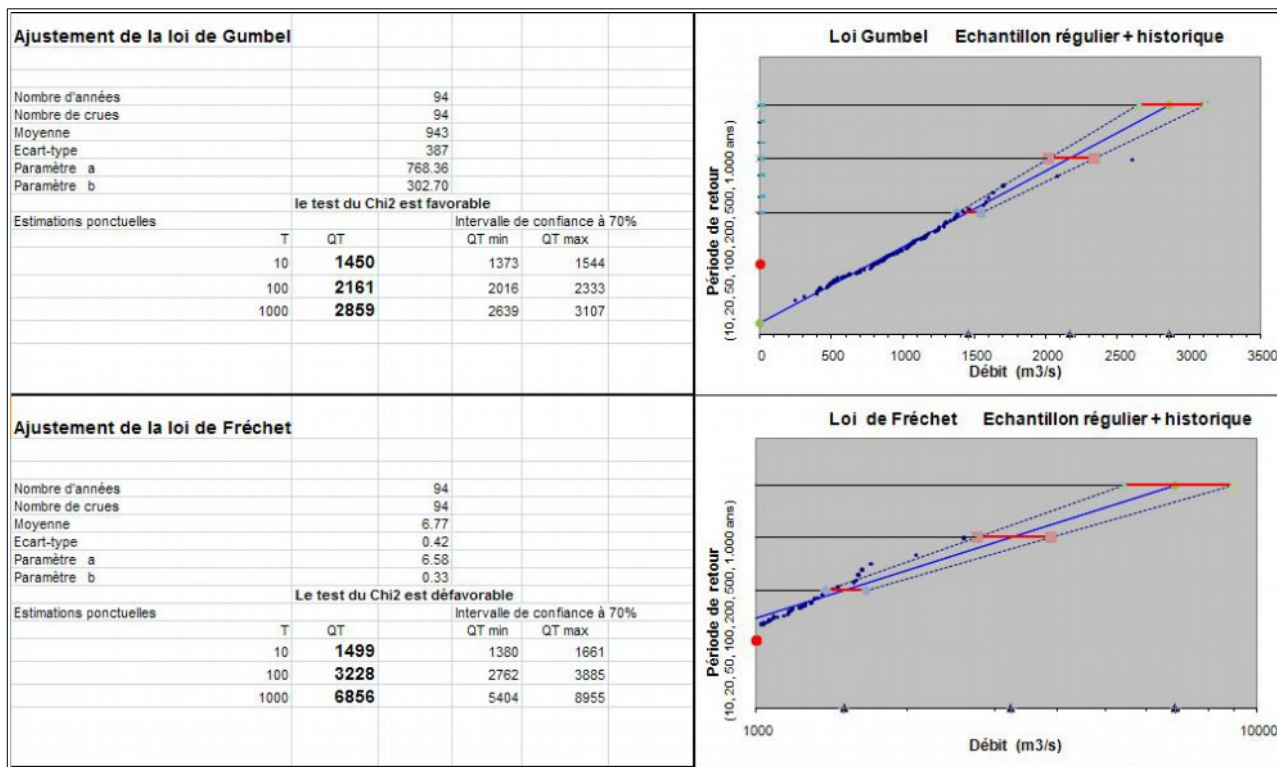 Ajustement de la loi de Gumbel
Nombre d'années 94
Nombre de crues 94
Moyenne 943
Ecart-type 387
Paramètre a 768.36
Paramètre b 302.70
le test du Chi2 est favorable
Estimations ponctuelles Intervalle de confiance à 70%
T QT QT min QT max
10 1450 1373 1544
100 2161 2016 2333
1000 2859 2639 3107
Loi Gumbel Echantillon régulier + historique
Période de retour
(10, 20, 50, 100, 200, 500, 1.000 ans)
0 500 1000 1500 2000 2500 3000 3500
Débit (m3/s)
Ajustement de la loi de Fréchet
Nombre d'années 94
Nombre de crues 94
Moyenne 6.77
Ecart-type 0.42
Paramètre a 6.58
Paramètre b 0.33
Le test du Chi2 est défavorable
Estimations ponctuelles Intervalle de confiance à 70%
T QT QT min QT max
10 1499 1380 1661
100 3228 2762 3885
1000 6856 5404 8955
Loi de Fréchet Echantillon régulier + historique
Période de retour
(10, 20, 50, 100, 200, 500, 1.000 ans)
1000 10000
Débit (m3/s)